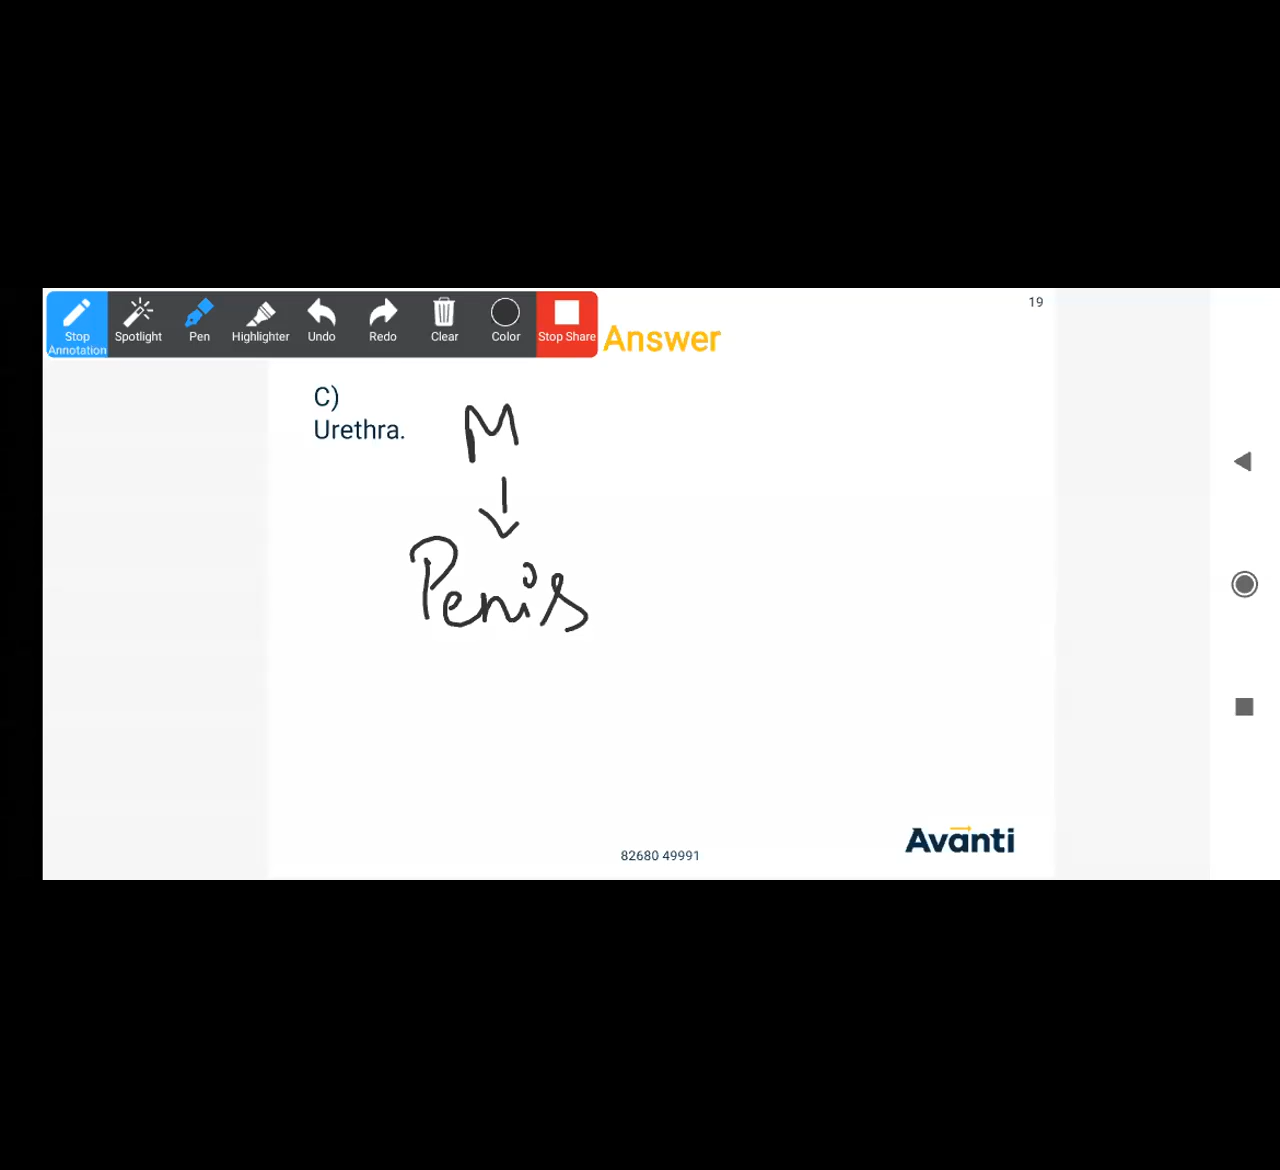 19
Stop Annotation
Spotlight
Pen
Highlighter
Undo
Redo
Clear
Color
Stop Share
Answer
C)
Urethra.
M
Penis
82680 49991
Avanti